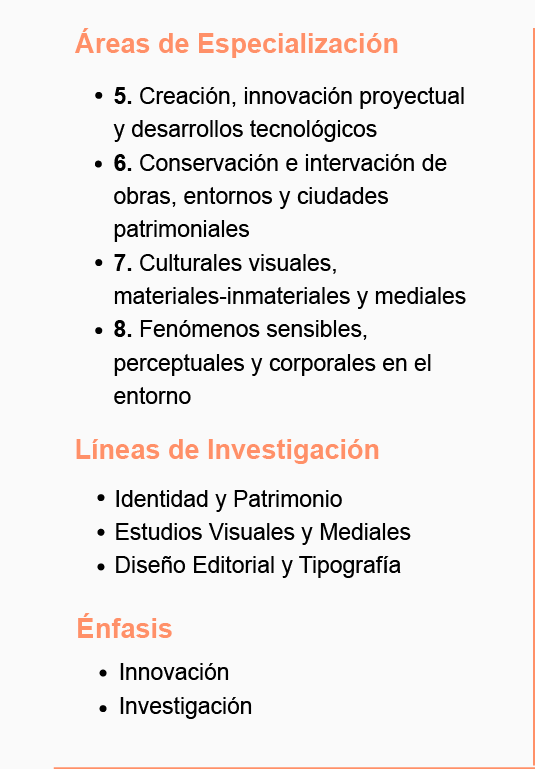 Áreas de Especialización
• 5. Creación, innovación proyectual
y desarrollos tecnológicos
• 6. Conservación e intervación de
obras, entornos y ciudades
patrimoniales
• 7. Culturales visuales,
materiales-inmateriales y mediales
• 8. Fenómenos sensibles,
perceptuales y corporales en el
entorno
Líneas de Investigación
• Identidad y Patrimonio
• Estudios Visuales y Mediales
• Diseño Editorial y Tipografía
Énfasis
• Innovación
• Investigación